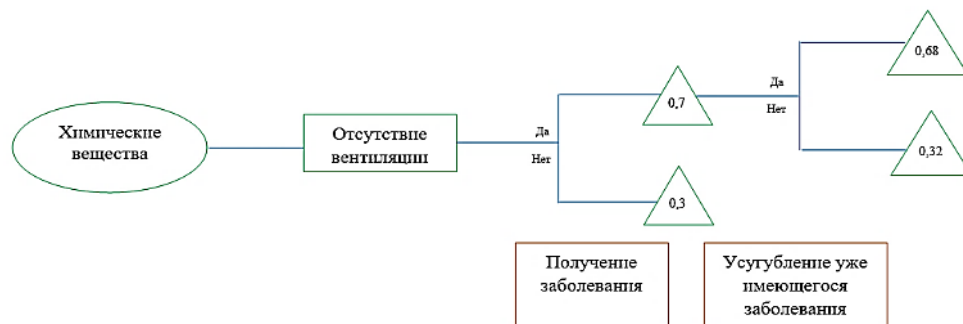 Химические
вещества
Отсутствие
вентиляции
Да
Нет
0,7
0,3
Да
Нет
0,68
0,32
Получение
заболевания
Усугубление уже
имеющегося
заболевания